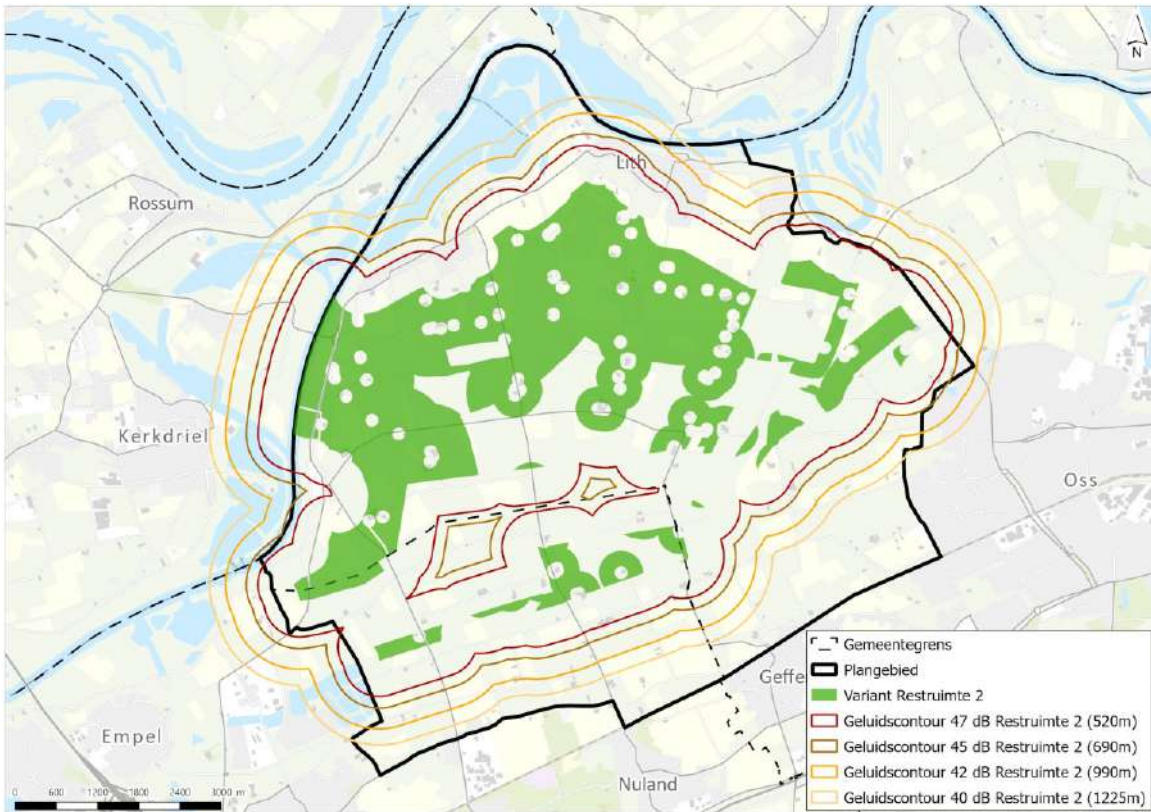 N
Lith
Rossum
Kerkdriel
Oss
Geffe
Empel
Nuland
0 600 1200 1800 2400 3000 m
Gemeentegrens
Plangebied
Variant Restruimte 2
Geluidscontour 47 dB Restruimte 2 (520m)
Geluidscontour 45 dB Restruimte 2 (690m)
Geluidscontour 42 dB Restruimte 2 (990m)
Geluidscontour 40 dB Restruimte 2 (1225m)